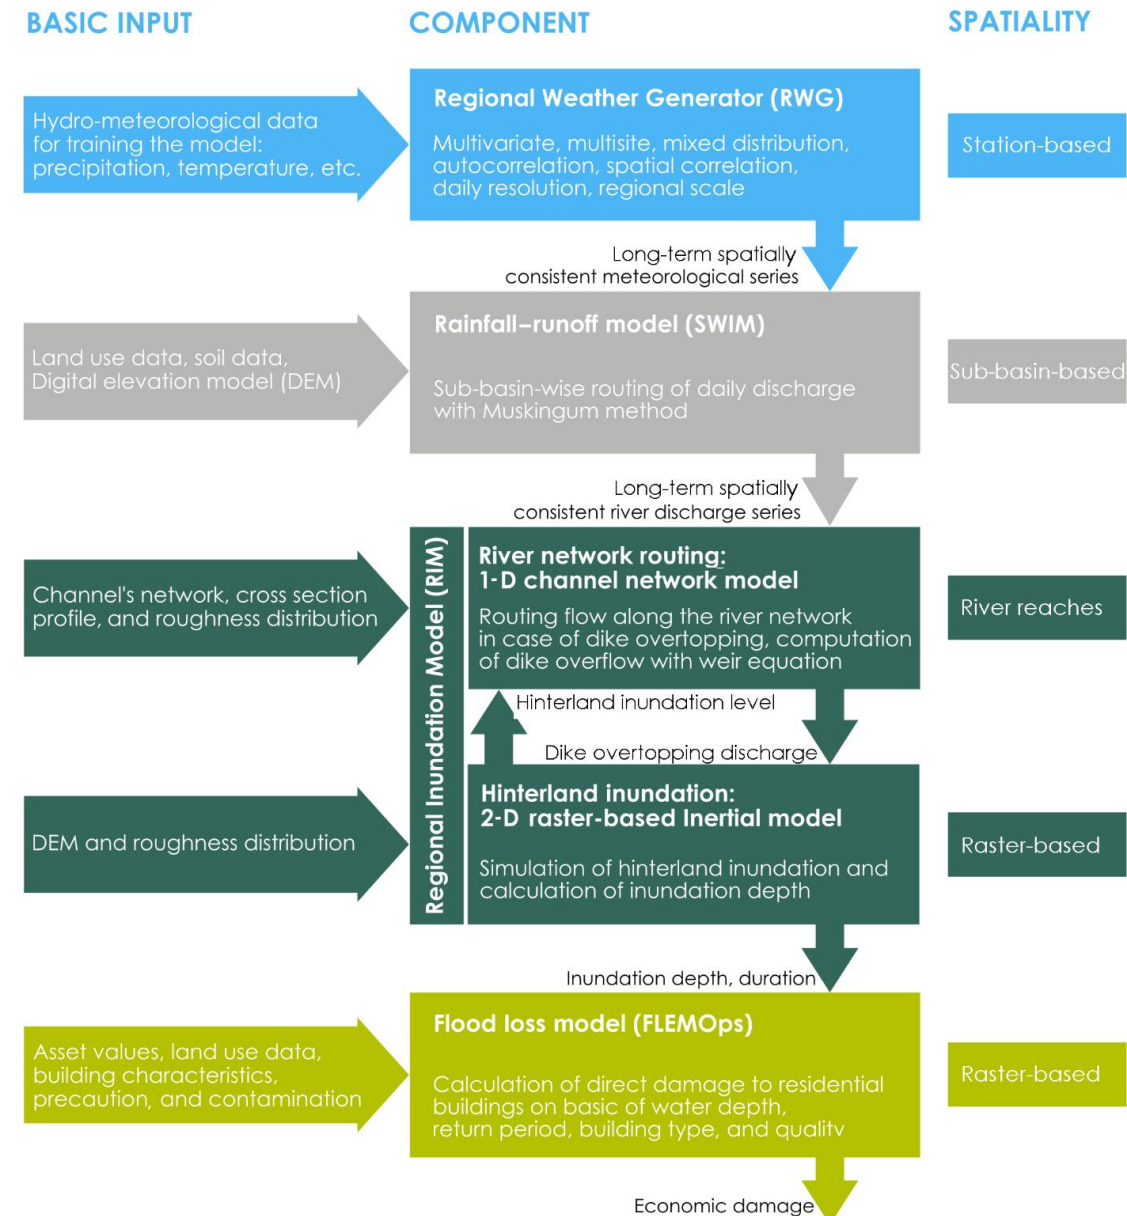 BASIC INPUT
COMPONENT
SPATIALITY
Hydro-meteorological data
for training the model:
precipitation, temperature, etc.
Regional Weather Generator (RWG)
Multivariate, multisite, mixed distribution,
autocorrelation, spatial correlation,
daily resolution, regional scale
Station-based
Long-term spatially
consistent meteorological series
Land use data, soil data,
Digital elevation model (DEM)
Rainfall–runoff model (SWIM)
Sub-basin-wise routing of daily discharge
with Muskingum method
Sub-basin-based
Long-term spatially
consistent river discharge series
Regional Inundation Model (RIM)
Channel's network, cross section
profile, and roughness distribution
River network routing:
1-D channel network model
Routing flow along the river network
in case of dike overtopping, computation
of dike overflow with weir equation
River reaches
Hinterland inundation level
Dike overtopping discharge
DEM and roughness distribution
Hinterland inundation:
2-D raster-based Inertial model
Simulation of hinterland inundation and
calculation of inundation depth
Raster-based
Inundation depth, duration
Asset values, land use data,
building characteristics,
precaution, and contamination
Flood loss model (FLEMOps)
Calculation of direct damage to residential
buildings on basic of water depth,
return period, building type, and quality
Raster-based
Economic damage